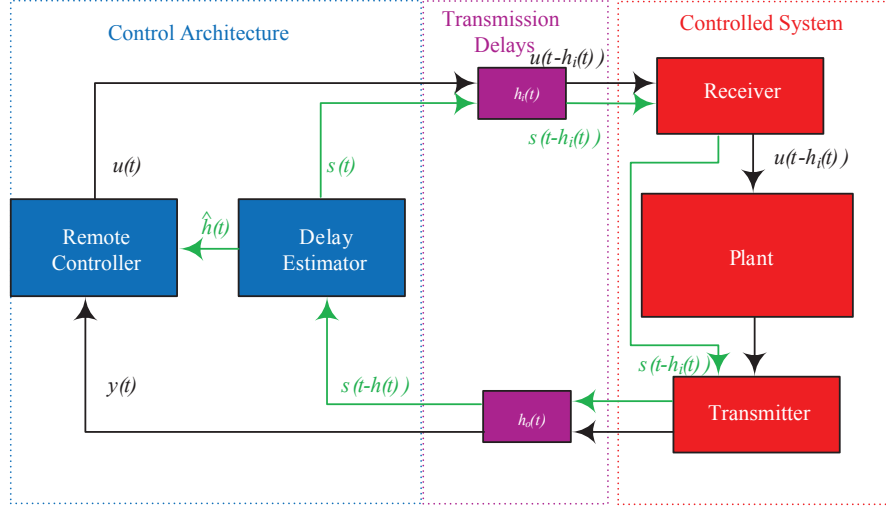 Control Architecture
Transmission
Delays
Controlled System
u(t-hᵢ(t))
hᵢ(t)
s(t-hᵢ(t))
Receiver
u(t)
s(t)
u(t-hᵢ(t))
Remote
Controller
ĥ(t)
Delay
Estimator
Plant
y(t)
s(t-h(t))
s(t-hᵢ(t))
hₒ(t)
Transmitter